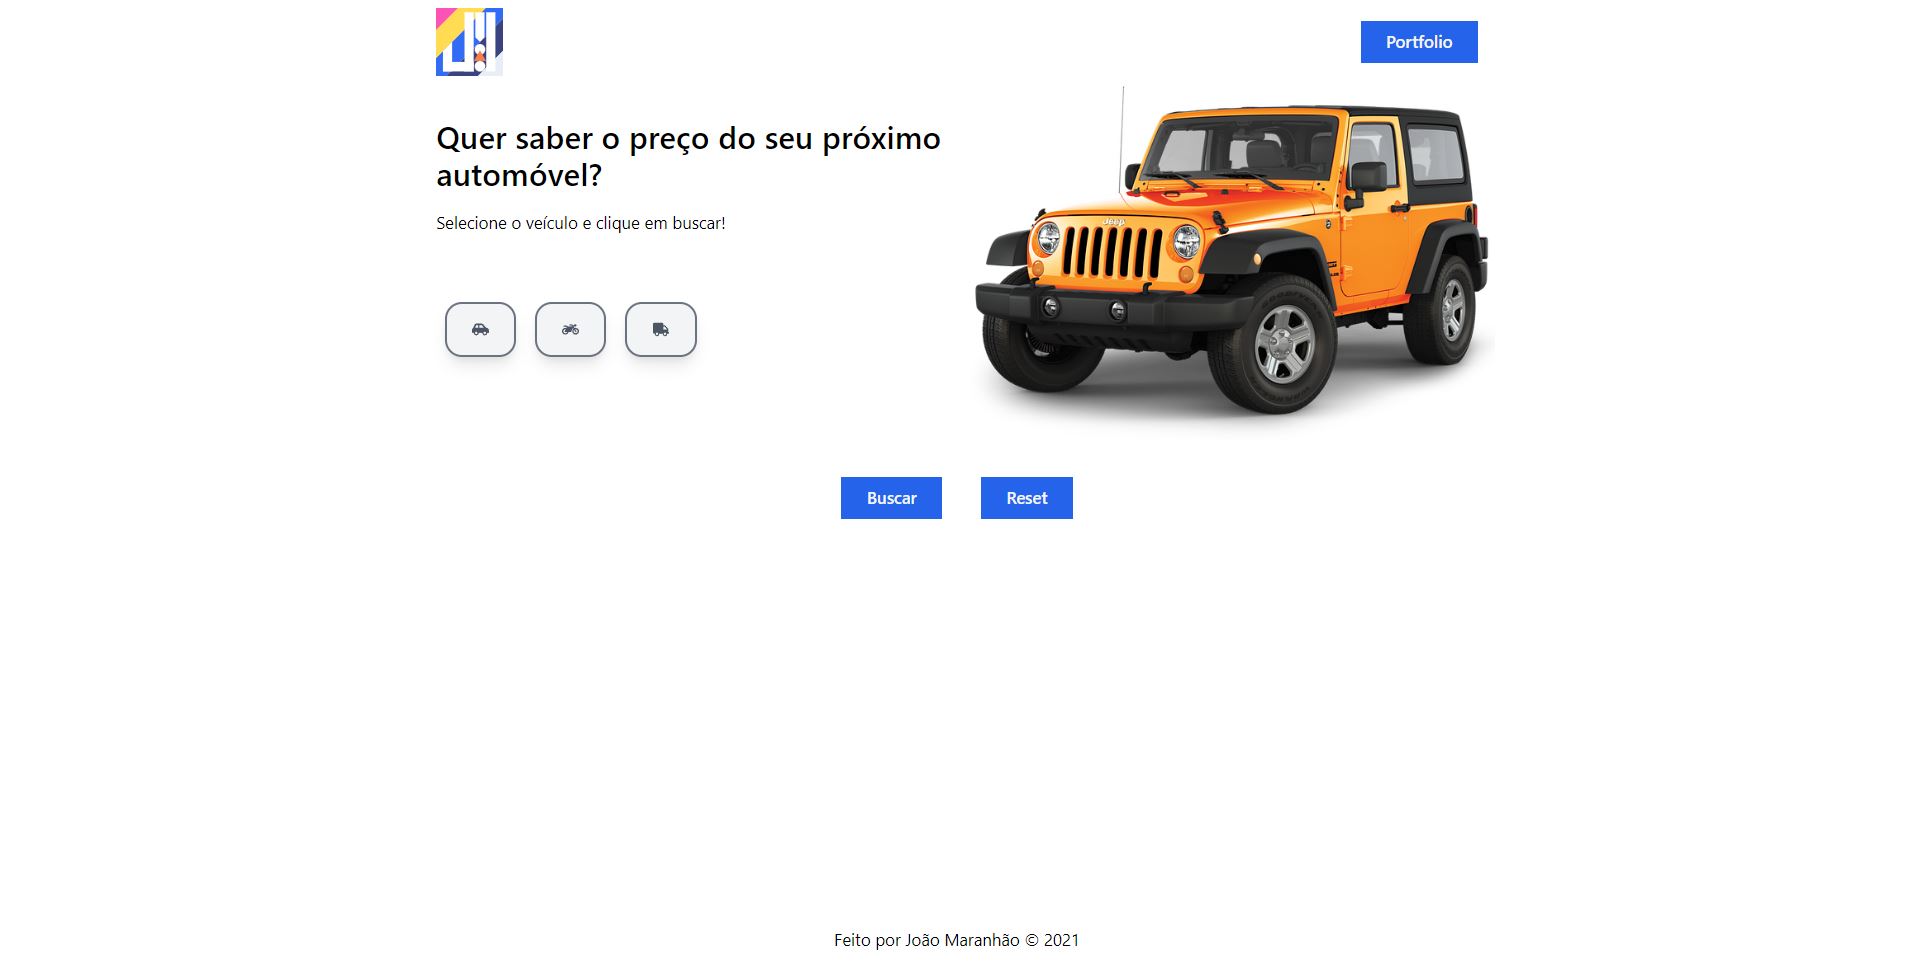 Portfolio
Quer saber o preço do seu próximo
automóvel?
Selecione o veículo e clique em buscar!
Jeep
Buscar
Reset
Feito por João Maranhão © 2021